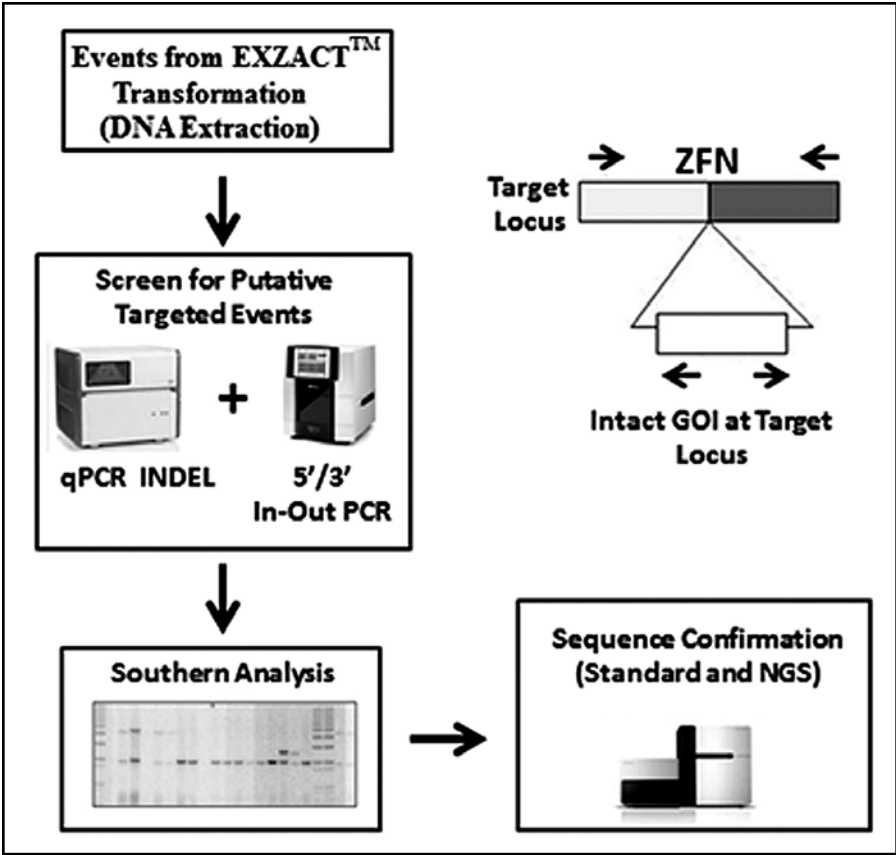 Events from EXZACT™
Transformation
(DNA Extraction)
Screen for Putative
Targeted Events
+
qPCR INDEL
5'/3'
In-Out PCR
Southern Analysis
ZFN
Target
Locus
Intact GOI at Target
Locus
Sequence Confirmation
(Standard and NGS)